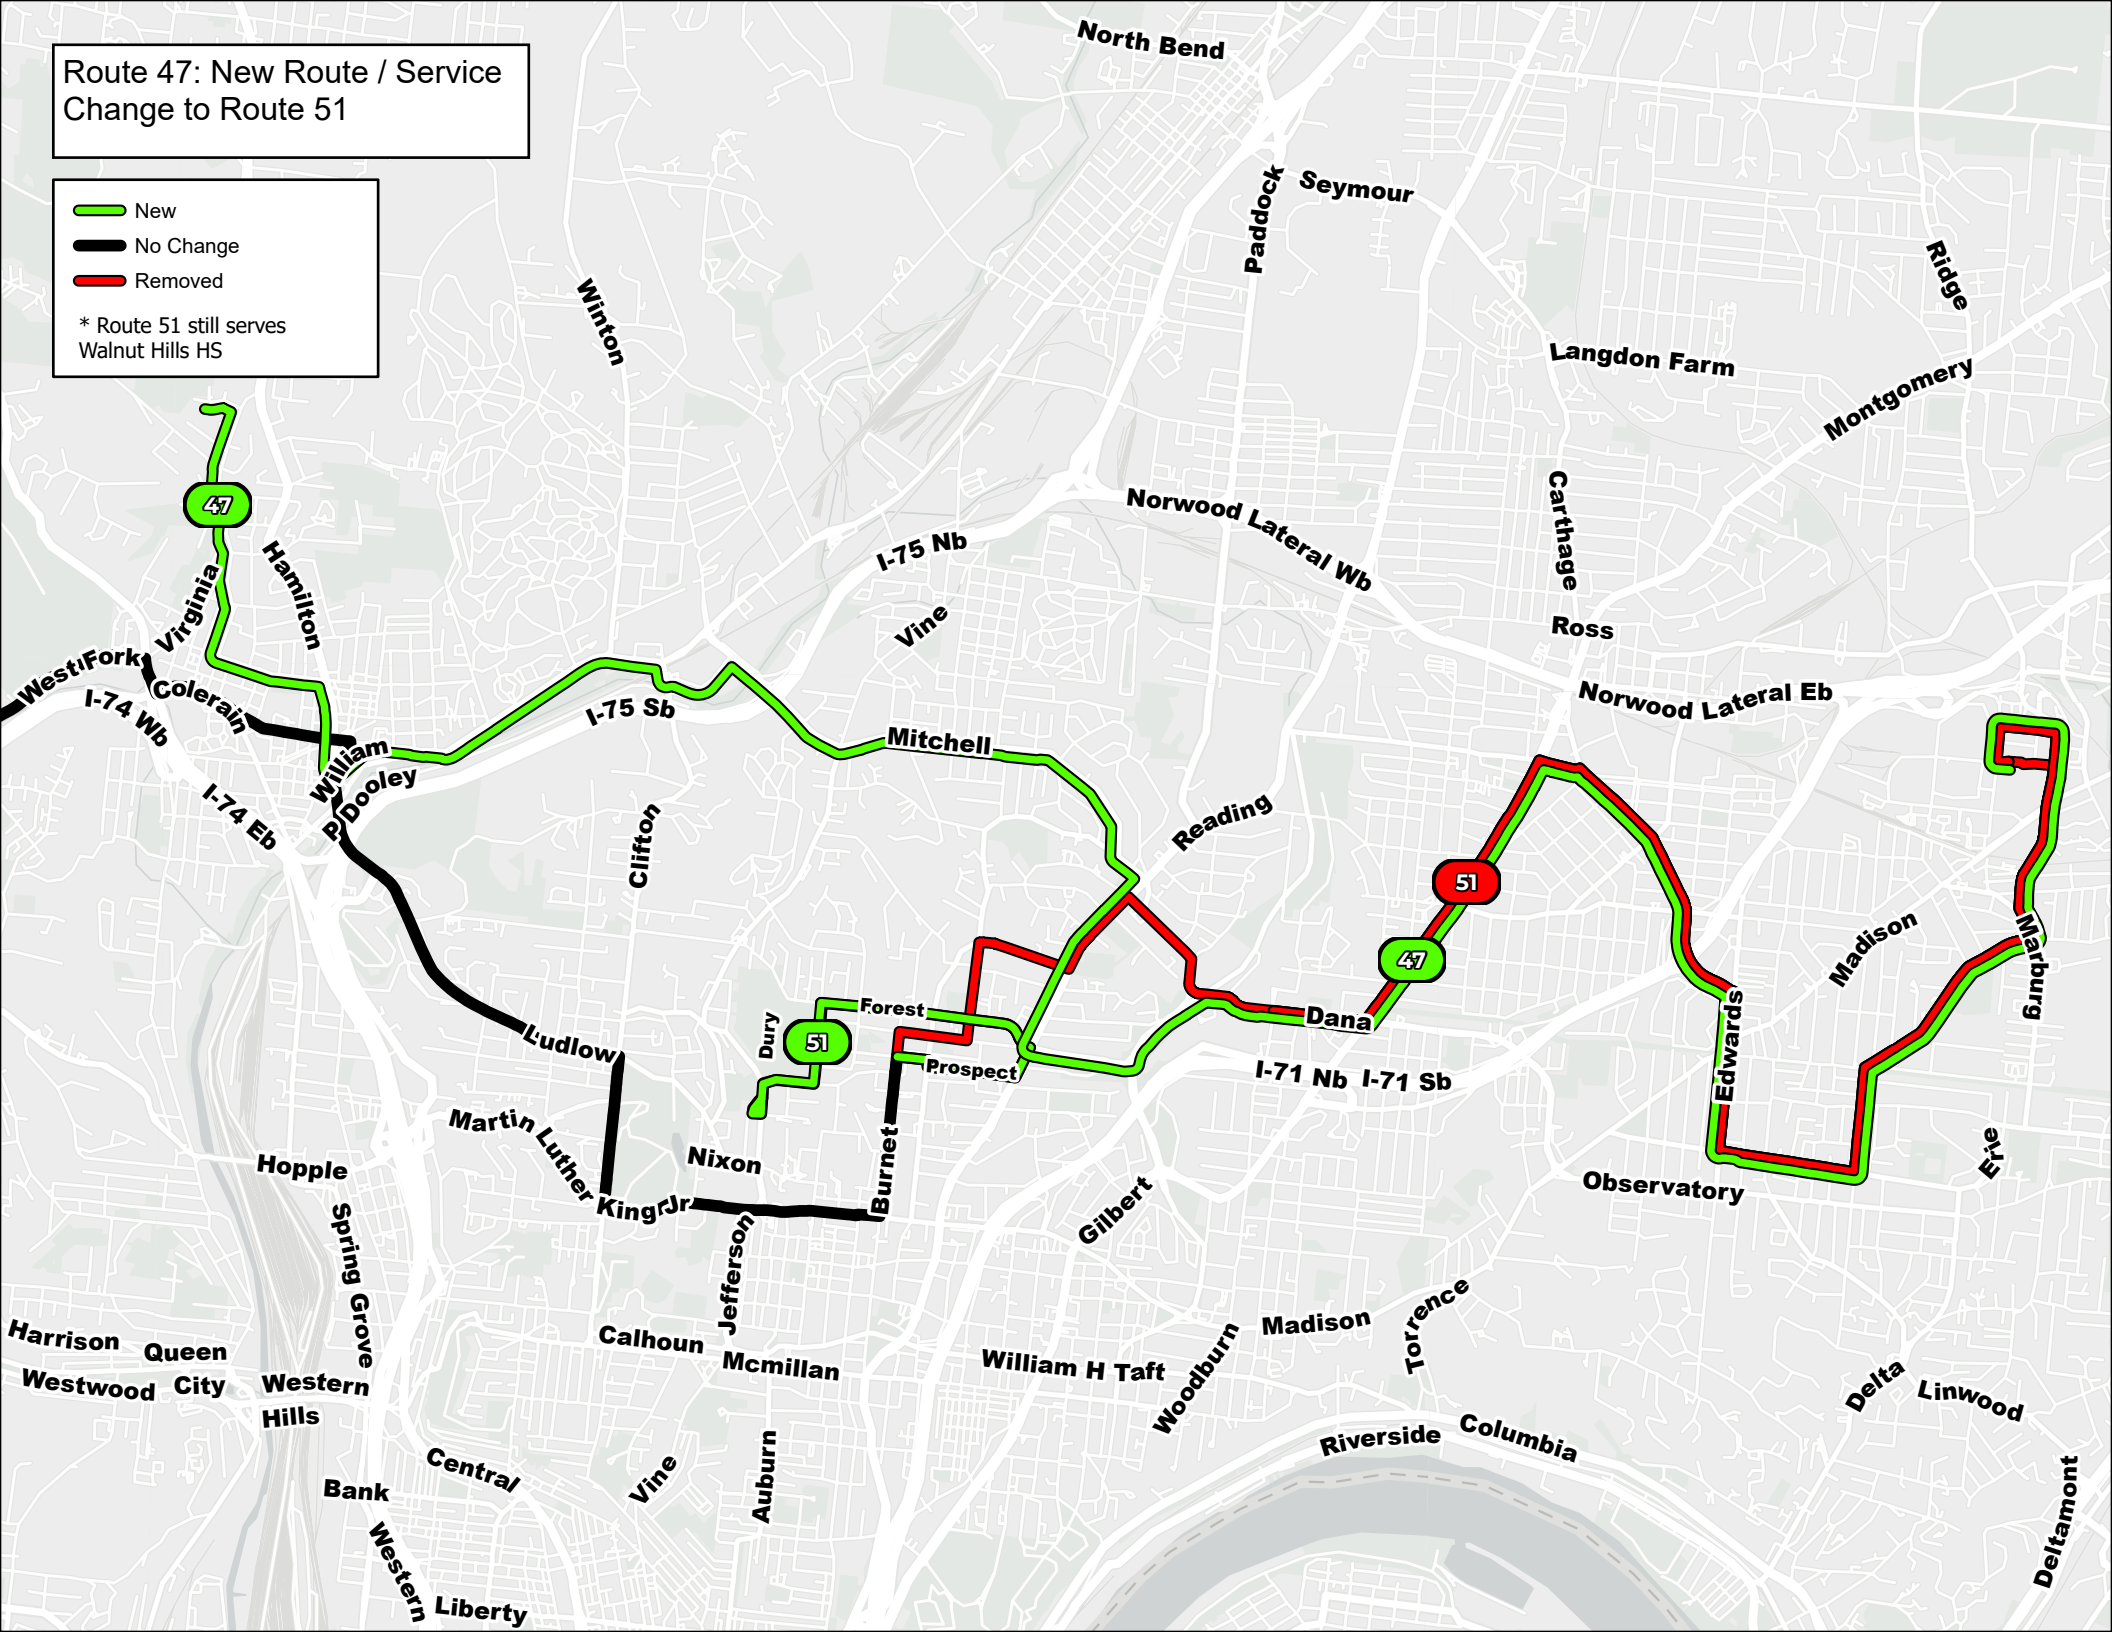 Route 47: New Route / Service
Change to Route 51
New
No Change
Removed
* Route 51 still serves
Walnut Hills HS
North Bend
Seymour
Paddock
Ridge
Winton
Langdon Farm
Montgomery
47
Carthage
Norwood Lateral Wb
I-75 Nb
Hamilton
Virginia
Vine
Ross
West Fork
Colerain
I-74 Wb
I-75 Sb
Norwood Lateral Eb
Mitchell
William
P Dooley
I-74 Eb
Clifton
Reading
51
47
Madison
Marburg
Forest
Dury
51
Dana
Ludlow
Prospect
Edwards
I-71 Nb
I-71 Sb
Martin Luther King Jr
Nixon
Burnet
Hopple
Erie
Observatory
Gilbert
Spring Grove
Jefferson
Harrison
Queen
Westwood
City
Western
Hills
Calhoun
Mcmillan
William H Taft
Woodburn
Madison
Torrence
Delta
Linwood
Riverside
Columbia
Central
Bank
Vine
Auburn
Western
Liberty
Deltamont